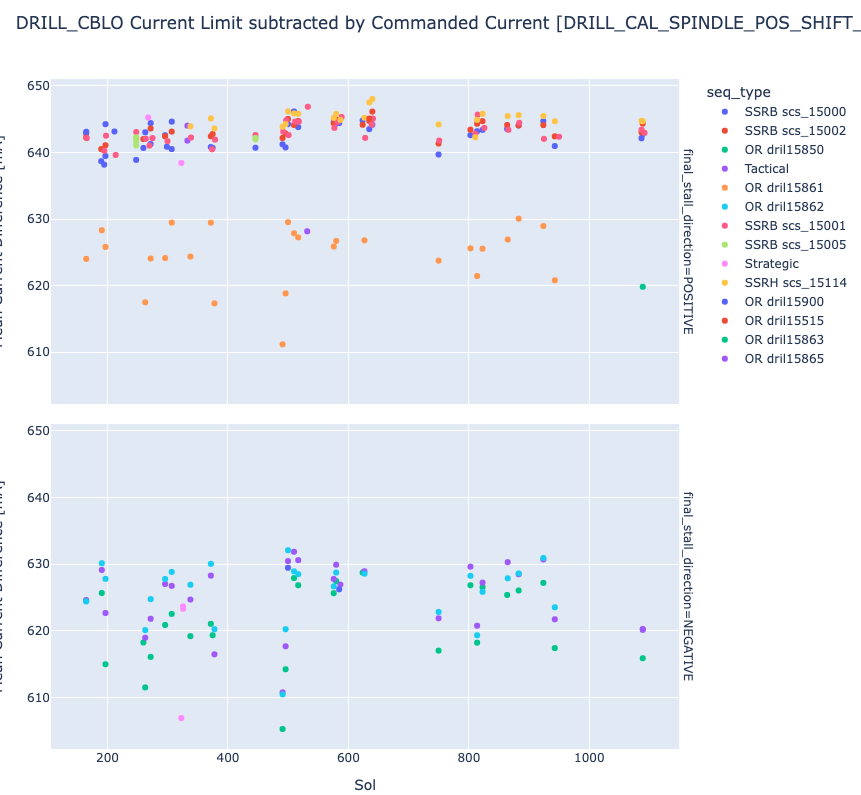 DRILL_CBLO Current Limit subtracted by Commanded Current [DRILL_CAL_SPINDLE_POS_SHIFT_
seq_type
SSRB scs_15000
SSRB scs_15002
OR dril15850
Tactical
OR dril15861
OR dril15862
SSRB scs_15001
SSRB scs_15005
Strategic
SSRH scs_15114
OR dril15900
OR dril15515
OR dril15863
OR dril15865
650
640
630
620
610
final_stall_direction=POSITIVE
650
640
630
620
610
final_stall_direction=NEGATIVE
200
400
600
800
1000
Sol